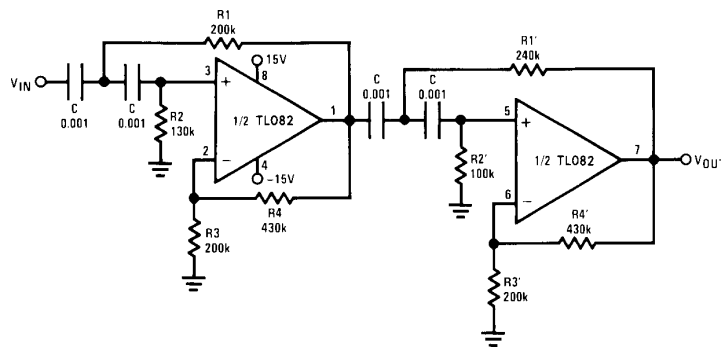 R1
200k
15V
3
+
8
VIN
C
0.001
C
0.001
R2
130k
1/2 TL082
1
2
−
4
−15V
R4
430k
R3
200k
R1'
240k
C
0.001
C
0.001
5
+
R2'
100k
1/2 TL082
7
VOUT
6
−
R4'
430k
R3'
200k